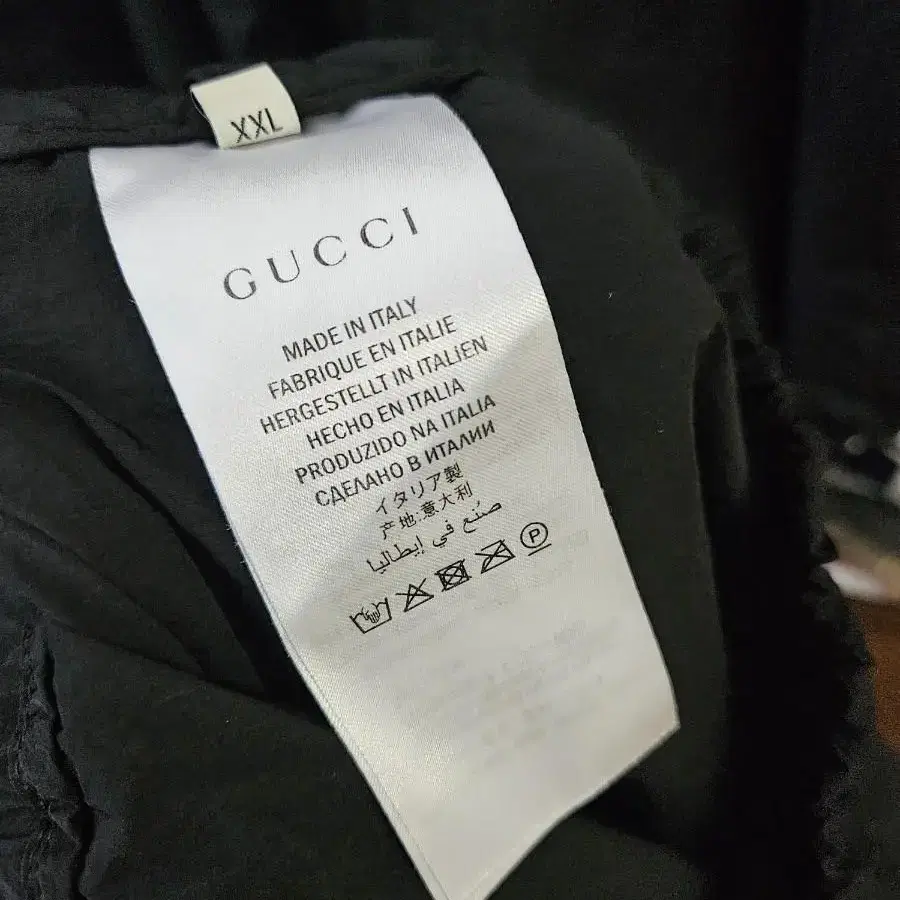 XXL
GUCCI
MADE IN ITALY
FABRIQUE EN ITALIE
HERGESTELLT IN ITALIEN
HECHO EN ITALIA
PRODUZIDO NA ITALIA
СДЕЛАНО В ИТАЛИИ
イタリア製
产地:意大利
صنع في إيطاليا
P